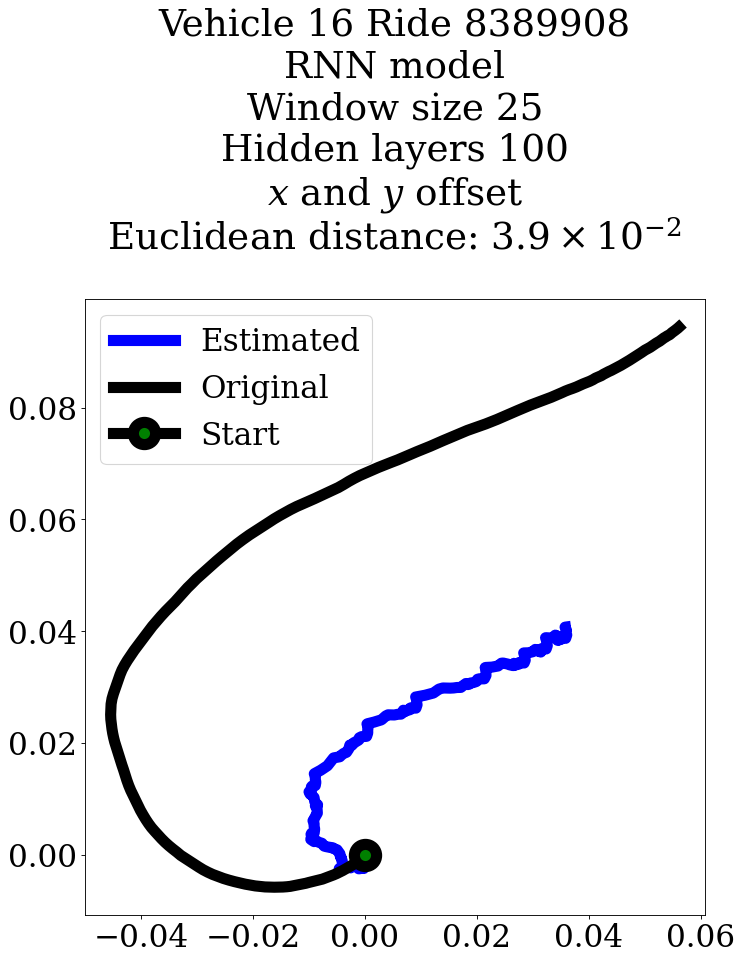 Vehicle 16 Ride 8389908
RNN model
Window size 25
Hidden layers 100
x and y offset
Euclidean distance: 3.9 × 10⁻²
Estimated
Original
Start
0.08
0.06
0.04
0.02
0.00
−0.04 −0.02 0.00 0.02 0.04 0.06